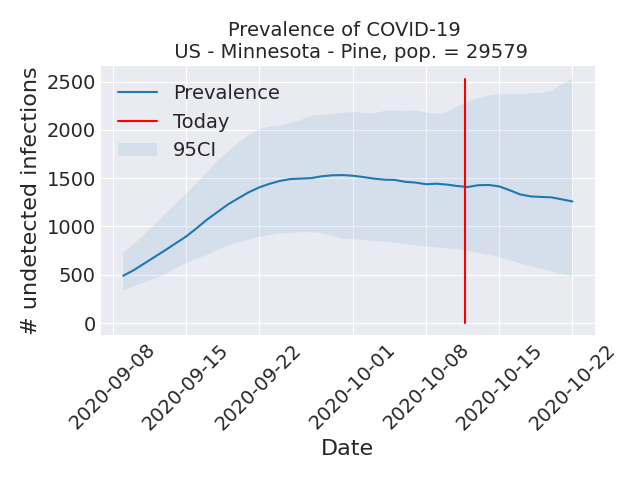 Prevalence of COVID-19
US - Minnesota - Pine, pop. = 29579
# undetected infections
2500
2000
1500
1000
500
0
Prevalence
Today
95CI
2020-09-08
2020-09-15
2020-09-22
2020-10-01
2020-10-08
2020-10-15
2020-10-22
Date